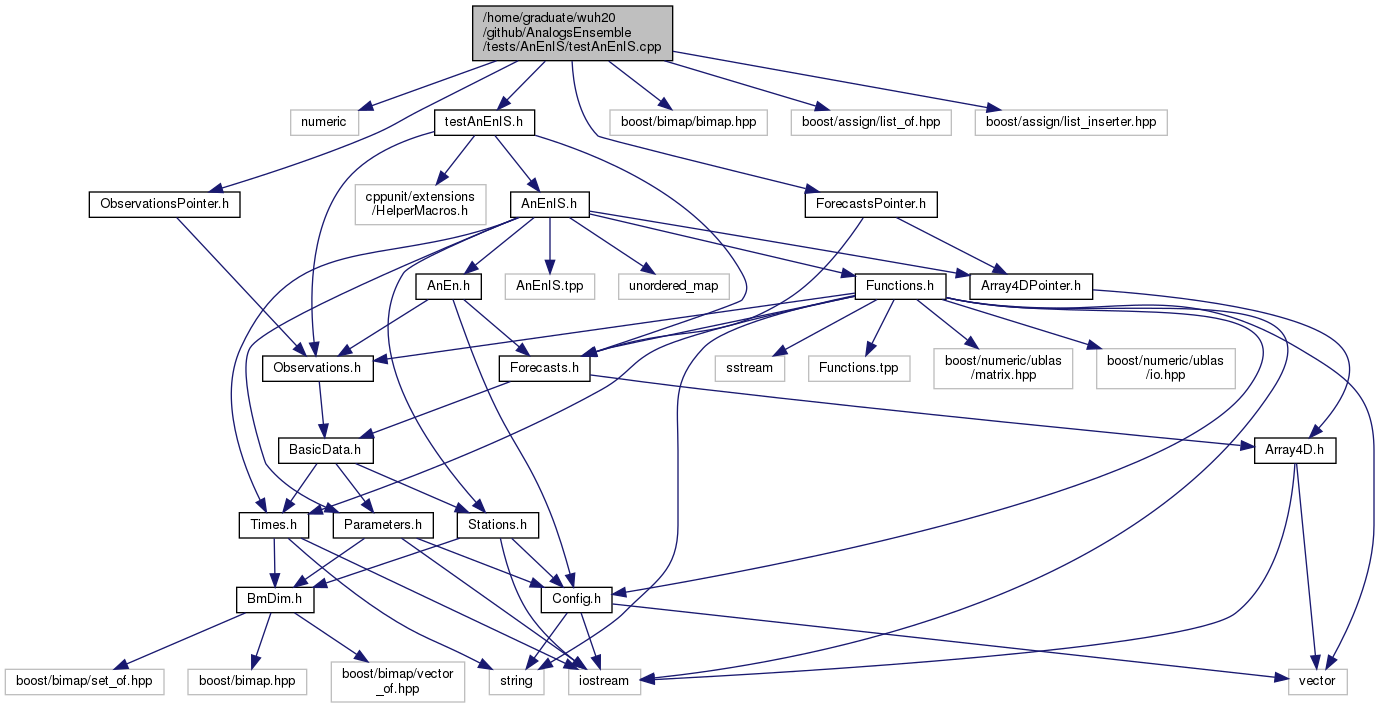 /home/graduate/wuh20
/github/AnalogsEnsemble
/tests/AnEnIS/testAnEnIS.cpp
numeric
testAnEnIS.h
boost/bimap/bimap.hpp
boost/assign/list_of.hpp
boost/assign/list_inserter.hpp
ObservationsPointer.h
cppunit/extensions
/HelperMacros.h
AnEnIS.h
ForecastsPointer.h
AnEn.h
AnEnIS.tpp
unordered_map
Functions.h
Array4DPointer.h
Observations.h
Forecasts.h
sstream
Functions.tpp
boost/numeric/ublas
/matrix.hpp
boost/numeric/ublas
/io.hpp
BasicData.h
Array4D.h
Times.h
Parameters.h
Stations.h
BmDim.h
Config.h
boost/bimap/set_of.hpp
boost/bimap.hpp
boost/bimap/vector
_of.hpp
string
iostream
vector